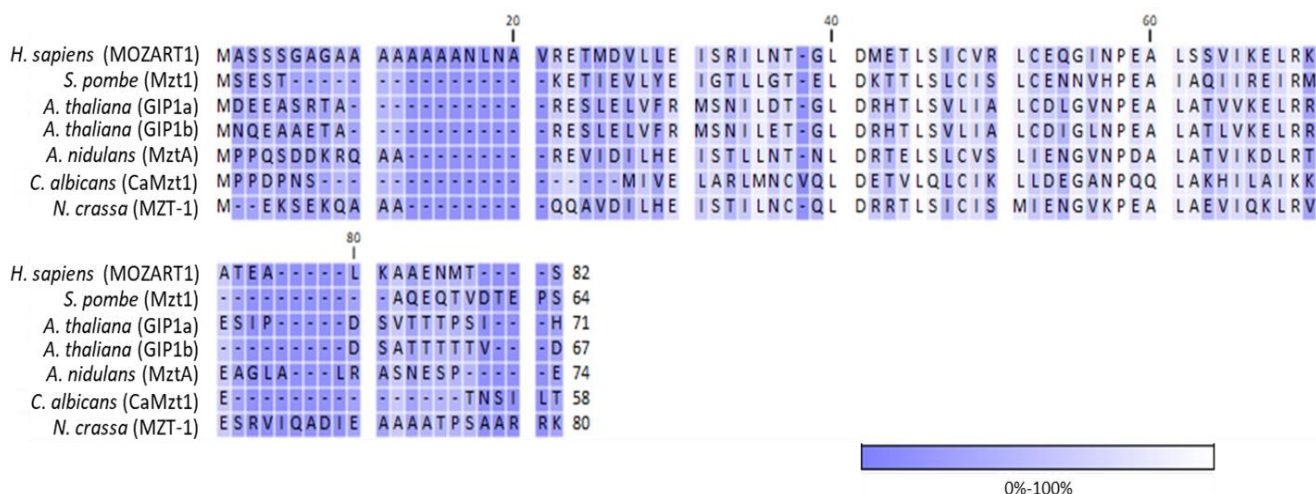 20 40 60
H. sapiens (MOZART1) MASSSGAGAA AAAAAANLNA VRETMDVLLE ISRILNT-GL DMETLSICVR LCEQGINPEA LSSVIKELRK
S. pombe (Mzt1) MSEST----- ---------- -KETIEVLYE IGTLLGT-EL DKTTLSLCIS LCENNVHPEA IAQIIREIRM
A. thaliana (GIP1a) MDEEASRTA- ---------- -RESLELVFR MSNILDT-GL DRHTLSVLIA LCDLGVNPEA LATVVKELRR
A. thaliana (GIP1b) MNQEAAETA- ---------- -RESLELVFR MSNILET-GL DRHTLSVLIA LCDIGLNPEA LATLVKELRR
A. nidulans (MztA) MPPQSDDKRQ AA-------- -REVIDILHE ISTLLNT-NL DRTELSLCVS LIENGVNPDA LATVIKDLRT
C. albicans (CaMzt1) MPPDPNS--- ---------- ------MIVE LARLMNCVQL DETVLQLCIK LLDEGANPQQ LAKHILAIKK
N. crassa (MZT-1) M--EKSEKQA AA-------- -QQAVDILHE ISTILNC-QL DRRTLSICIS MIENGVKPEA LAEVIQKLRV
80
H. sapiens (MOZART1) ATEA-----L KAAENMT--- -S 82
S. pombe (Mzt1) ---------- -AQEQTVDTE PS 64
A. thaliana (GIP1a) ESIP-----D SVTTTPSI-- -H 71
A. thaliana (GIP1b) ---------D SATTTTTV-- -D 67
A. nidulans (MztA) EAGLA---LR ASNESP---- -E 74
C. albicans (CaMzt1) E--------- ------TNSI LT 58
N. crassa (MZT-1) ESRVIQADIE AAAATPSAAR RK 80
0%-100%